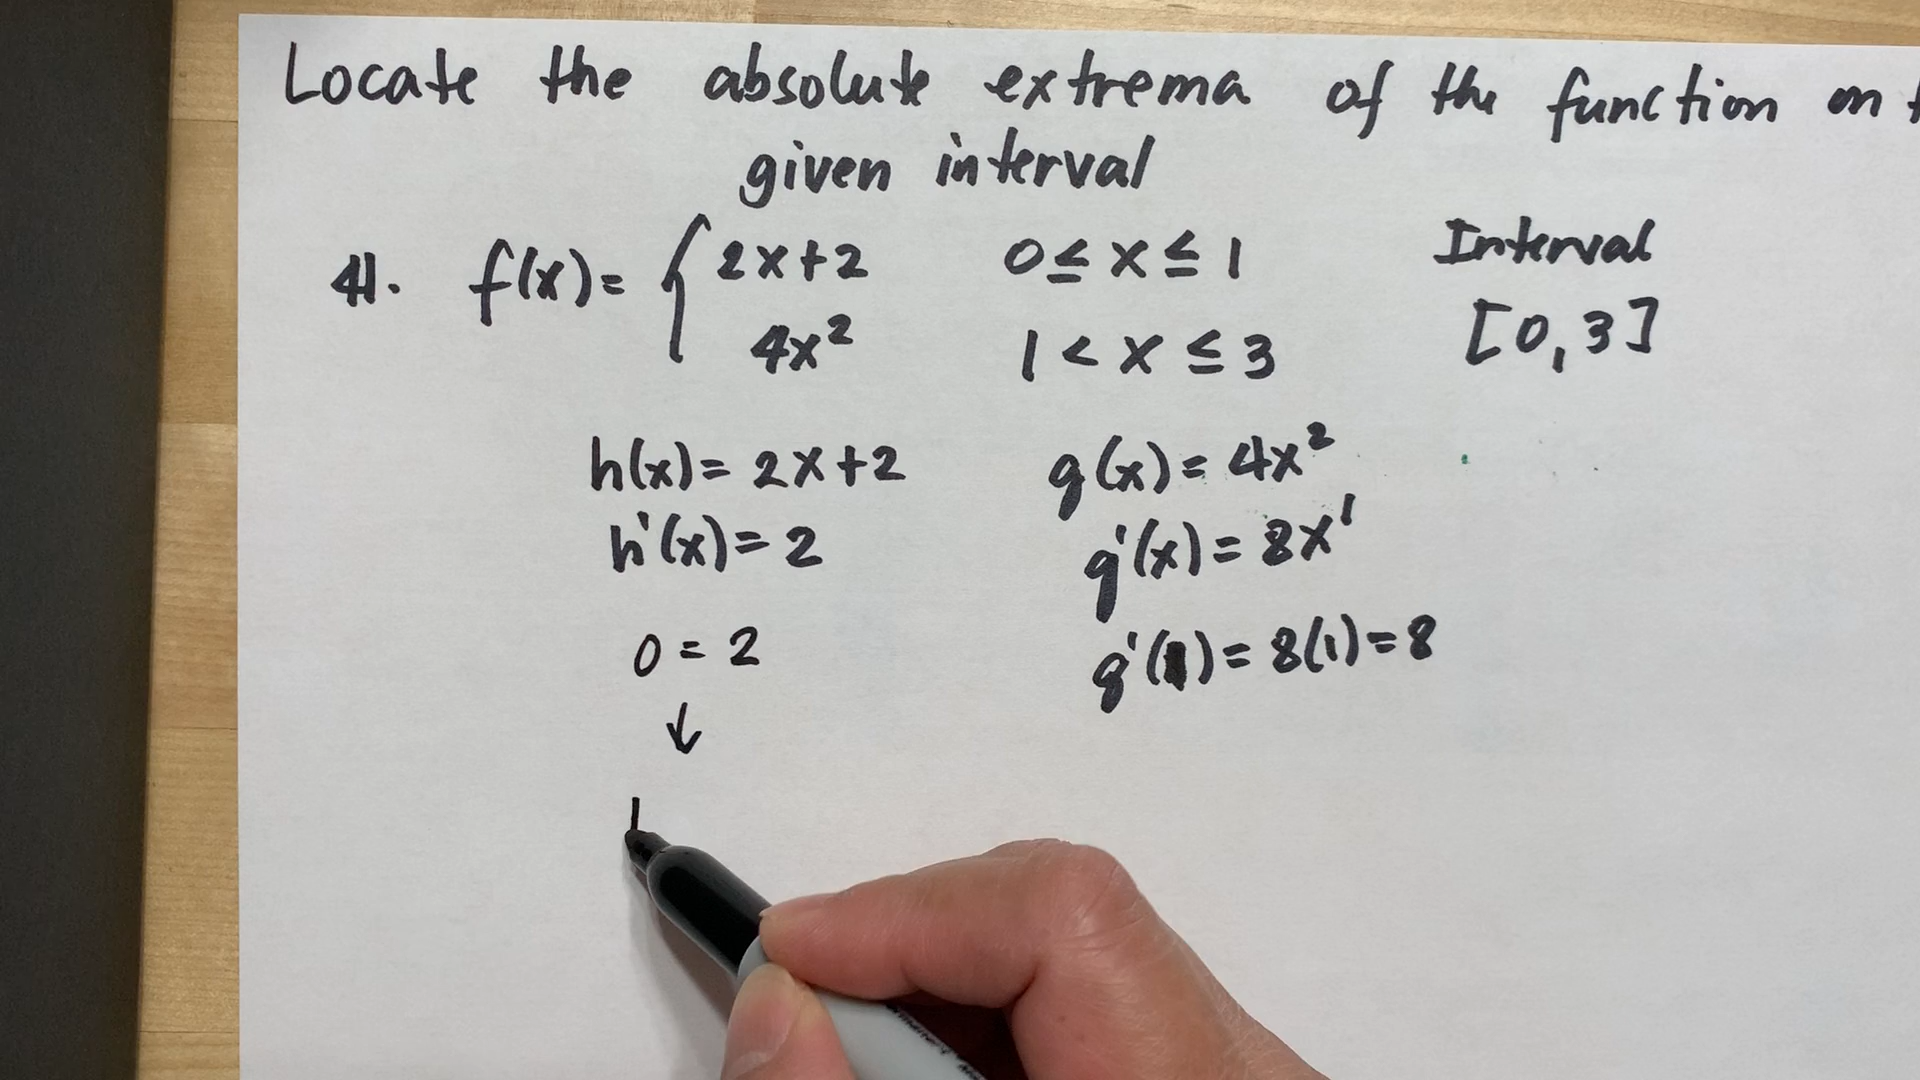 Locate the absolute extrema of the function on
given interval
41. f(x)= { 2x+2 0≤x≤1 Interval
4x² 1<x≤3 [0,3]
h(x)=2x+2 g(x)=4x²
h'(x)=2 g'(x)=8x¹
0=2 g'(1)=8(1)=8
↓